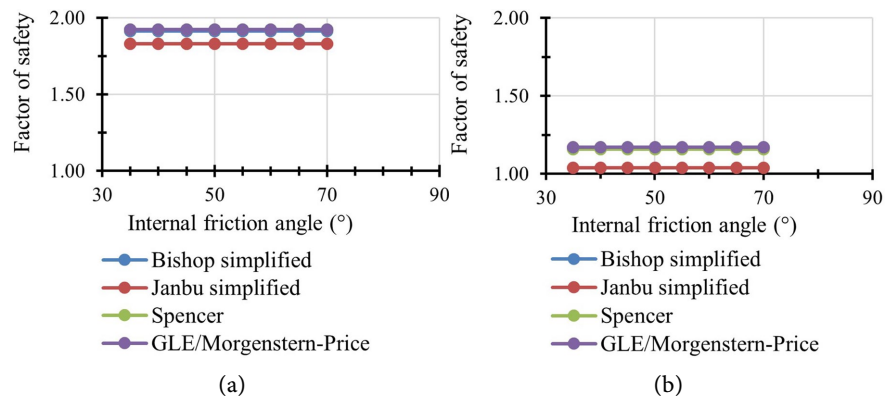 Factor of safety
2.00
1.50
1.00
30
50
70
90
Internal friction angle (°)
Bishop simplified
Janbu simplified
Spencer
GLE/Morgenstern-Price
(a)
Factor of safety
2.00
1.50
1.00
30
50
70
90
Internal friction angle (°)
Bishop simplified
Janbu simplified
Spencer
GLE/Morgenstern-Price
(b)